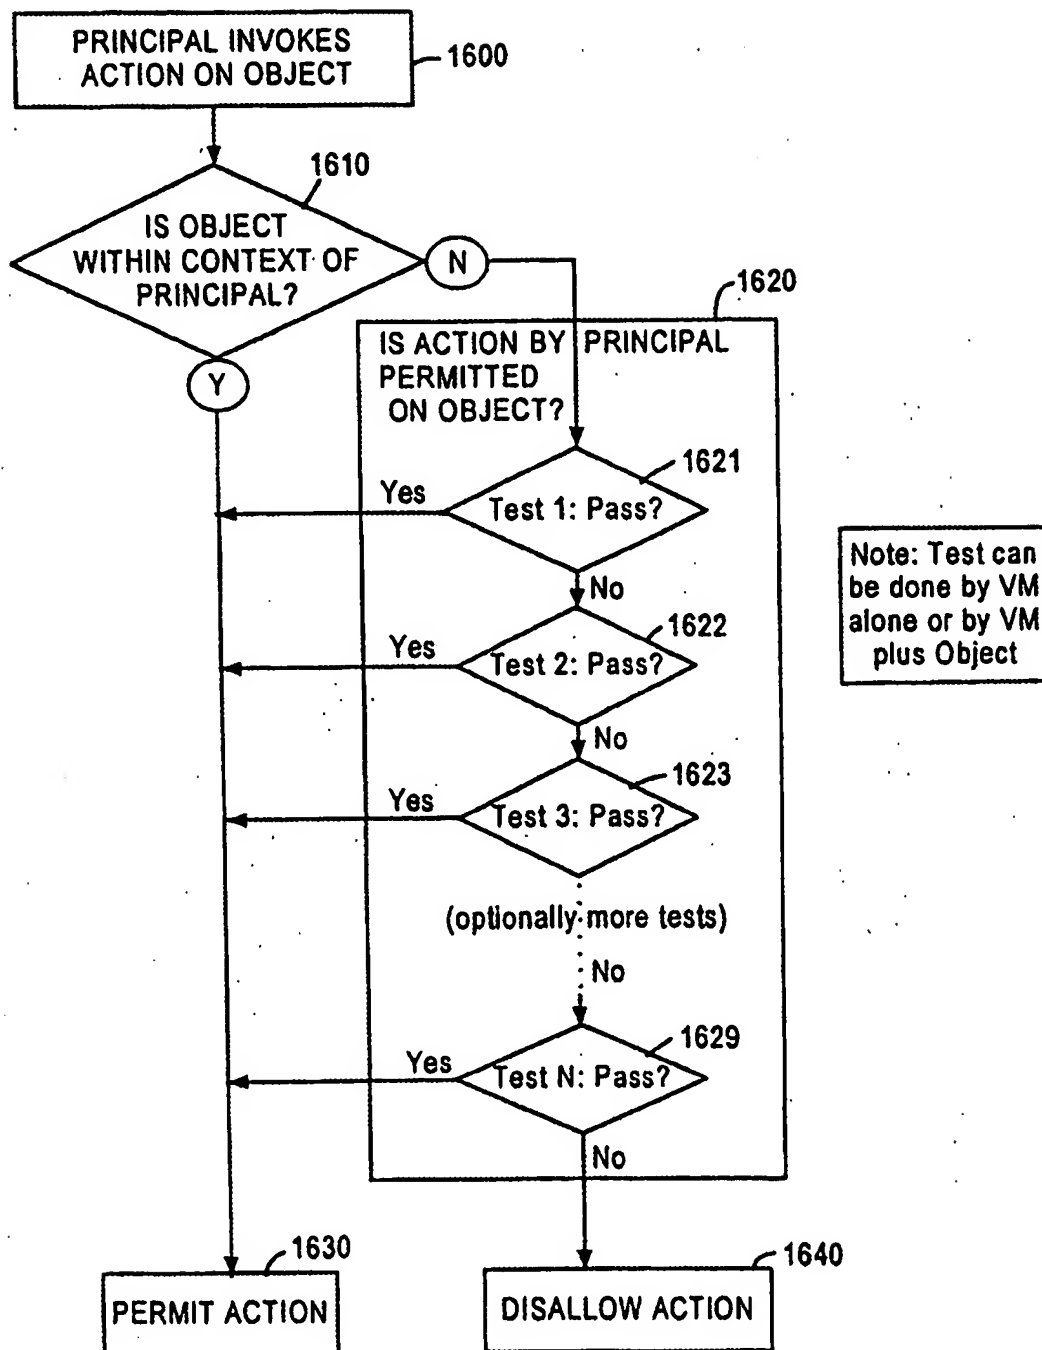 PRINCIPAL INVOKES
ACTION ON OBJECT
1600
1610
IS OBJECT
WITHIN CONTEXT OF
PRINCIPAL?
N
Y
1620
IS ACTION BY PRINCIPAL
PERMITTED
ON OBJECT?
1621
Yes
Test 1: Pass?
No
1622
Yes
Test 2: Pass?
No
1623
Yes
Test 3: Pass?
(optionally more tests)
No
1629
Yes
Test N: Pass?
No
Note: Test can
be done by VM
alone or by VM
plus Object
1630
PERMIT ACTION
1640
DISALLOW ACTION